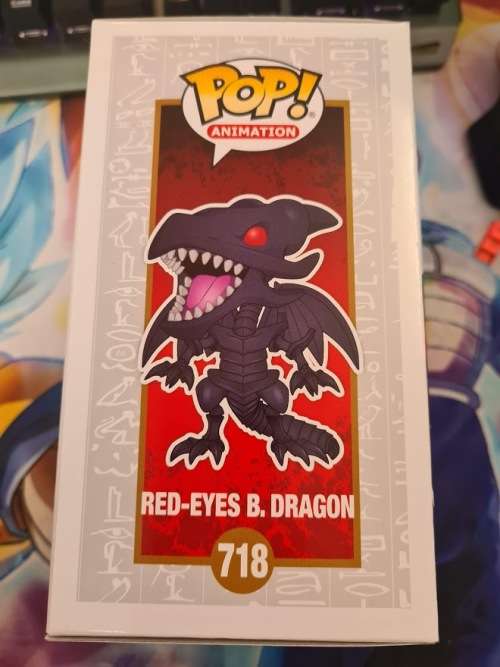 POP!
ANIMATION
RED-EYES B. DRAGON
718